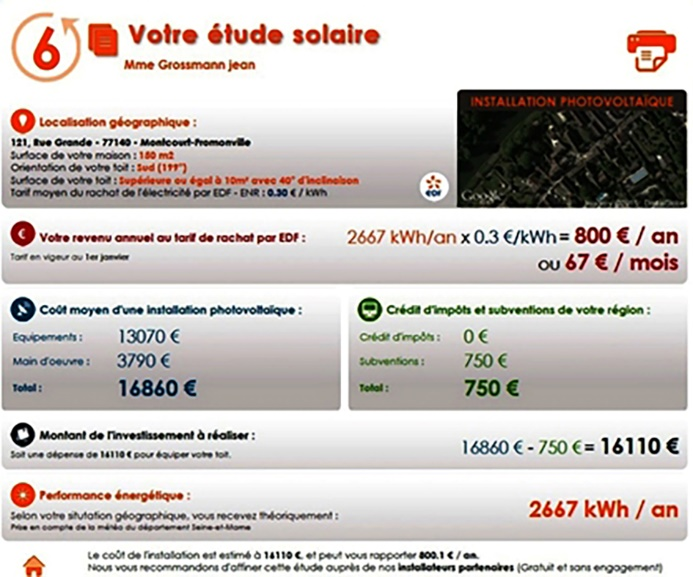 6
Votre étude solaire
Mme Grossmann jean
Localisation géographique :
121, Rue Grande - 77140 - Montcourt-Fromonville
Surface de votre maison : 180 m2
Orientation de votre toit : Sud (199°)
Surface de votre toit : Supérieure ou égal à 10m² avec 40° d'inclinaison
Tarif moyen du rachat de l'électricité par EDF - ENR : 0.30 € / kWh
edf
INSTALLATION PHOTOVOLTAÏQUE
Google
Votre revenu annuel au tarif de rachat par EDF :
Tarif en vigeur au 1er janvier
2667 kWh/an x 0.3 €/kWh = 800 € / an
ou 67 € / mois
Coût moyen d'une installation photovoltaïque :
Equipements : 13070 €
Main d'oeuvre : 3790 €
Total : 16860 €
Crédit d'impôts et subventions de votre région :
Crédit d'impôts : 0 €
Subventions : 750 €
Total : 750 €
Montant de l'investissement à réaliser :
Soit une dépense de 16110 € pour équiper votre toit.
16860 € - 750 € = 16110 €
Performance énergétique :
Selon votre situtation géographique, vous recevez théoriquement :
Prise en compte de la météo du département Seine-et-Marne
2667 kWh / an
Le coût de l'installation est estimé à 16110 €, et peut vous rapporter 800.1 € / an.
Nous vous recommandons d'affiner cette étude auprès de nos installateurs partenaires (Gratuit et sans engagement)